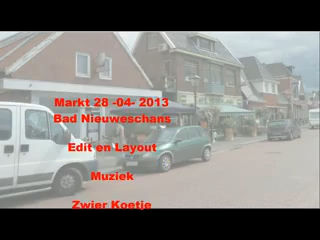 Markt 28 -04- 2013
Bad Nieuweschans
Edit en Layout
Muziek
Zwier Koetje